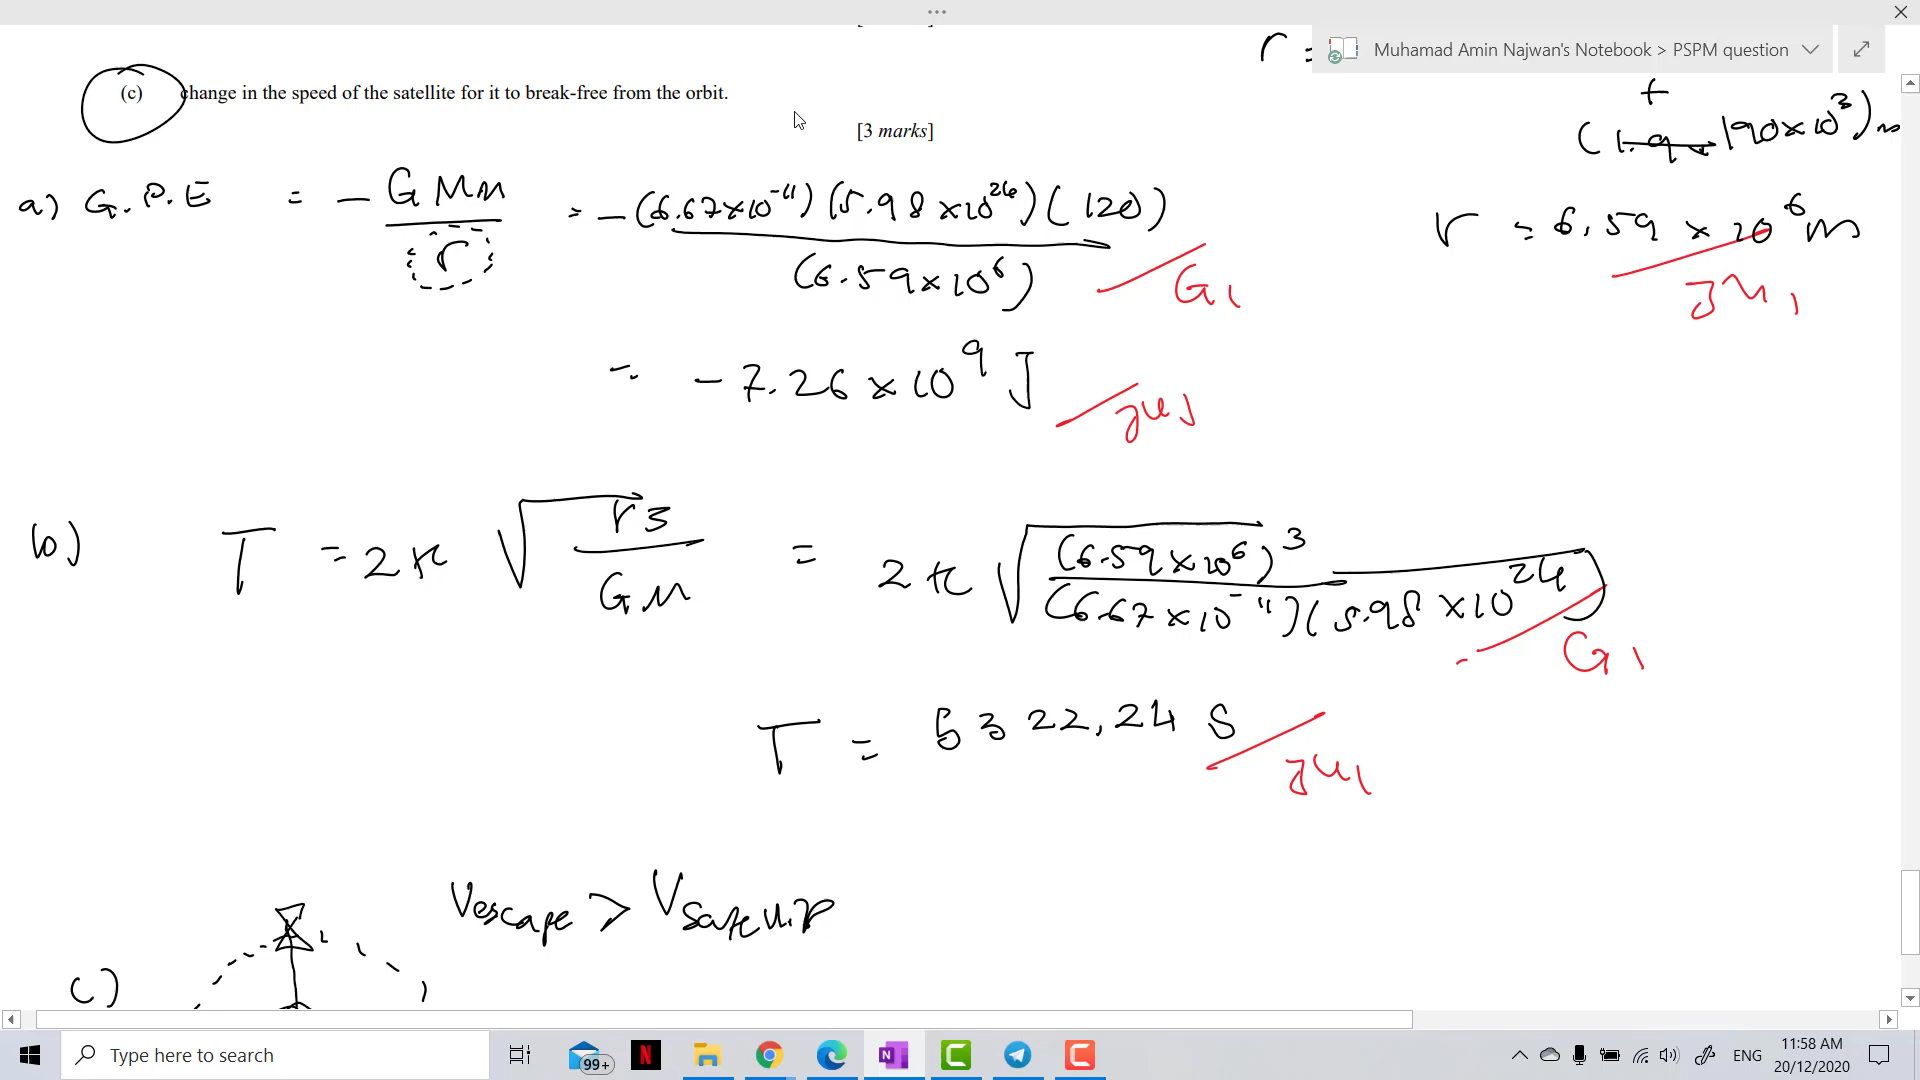 Muhamad Amin Najwan's Notebook > PSPM question
r =
(c) change in the speed of the satellite for it to break-free from the orbit.
[3 marks]
+
190×10³) m
a) G.P.E = - GMm / r = - (6.67×10⁻¹¹)(5.98×10²⁴)(120) / (6.59×10⁶) G1
r = 6.59 × 10⁶ m JU1
= - 7.26×10⁹ J JU1
b) T = 2π √ r³ / GM = 2π √ (6.59×10⁶)³ / (6.67×10⁻¹¹)(5.98×10²⁴) G1
T = 5322.24 s JU1
Vescape > Vsatellite
c)
Type here to search
99+
N
ENG
11:58 AM
20/12/2020